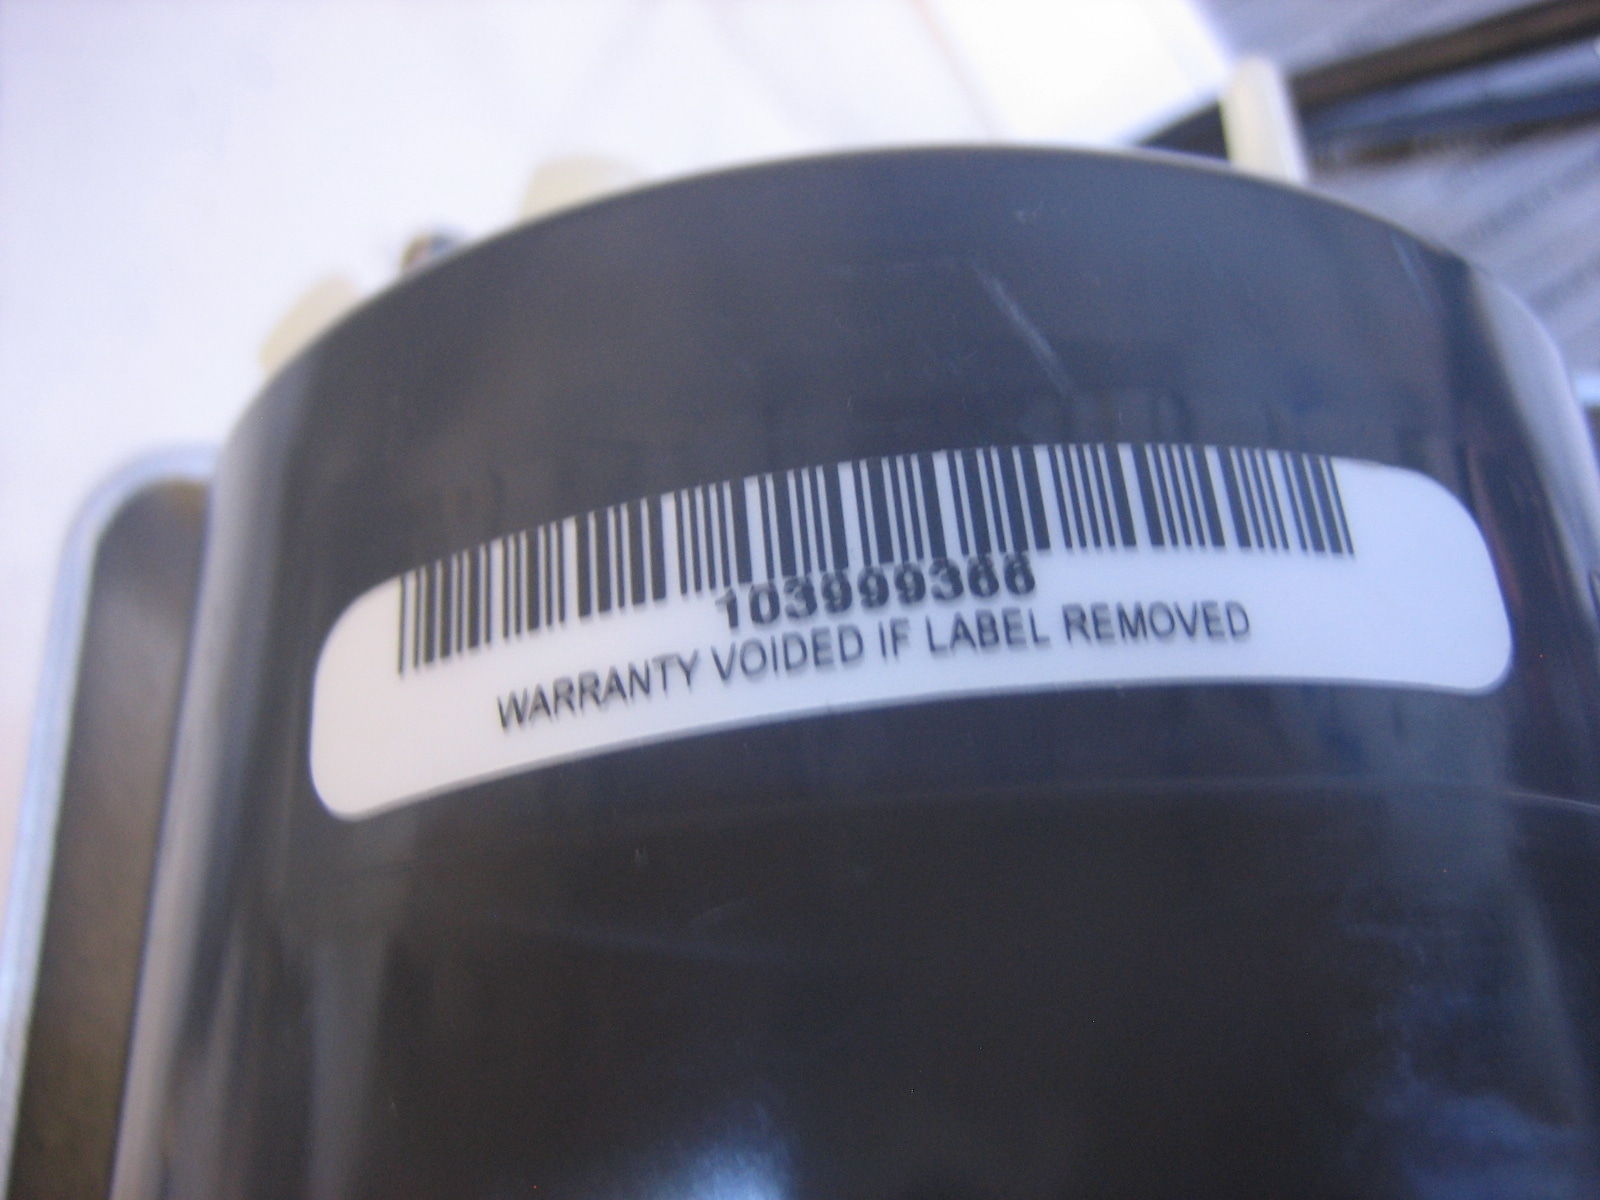 103999366
WARRANTY VOIDED IF LABEL REMOVED